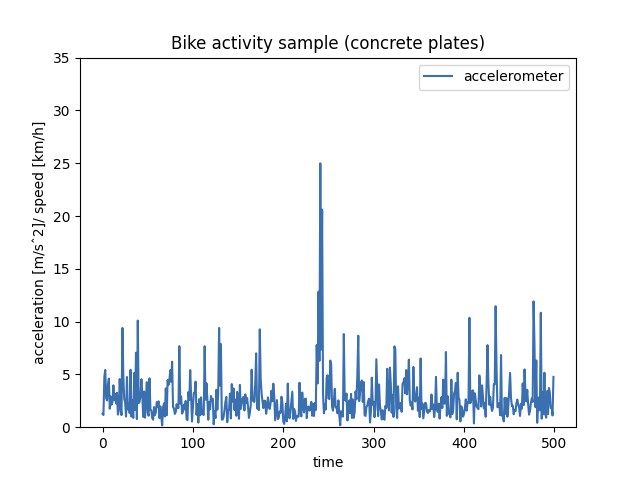 Bike activity sample (concrete plates)
accelerometer
acceleration [m/sˆ2]/ speed [km/h]
35
30
25
20
15
10
5
0
0 100 200 300 400 500
time